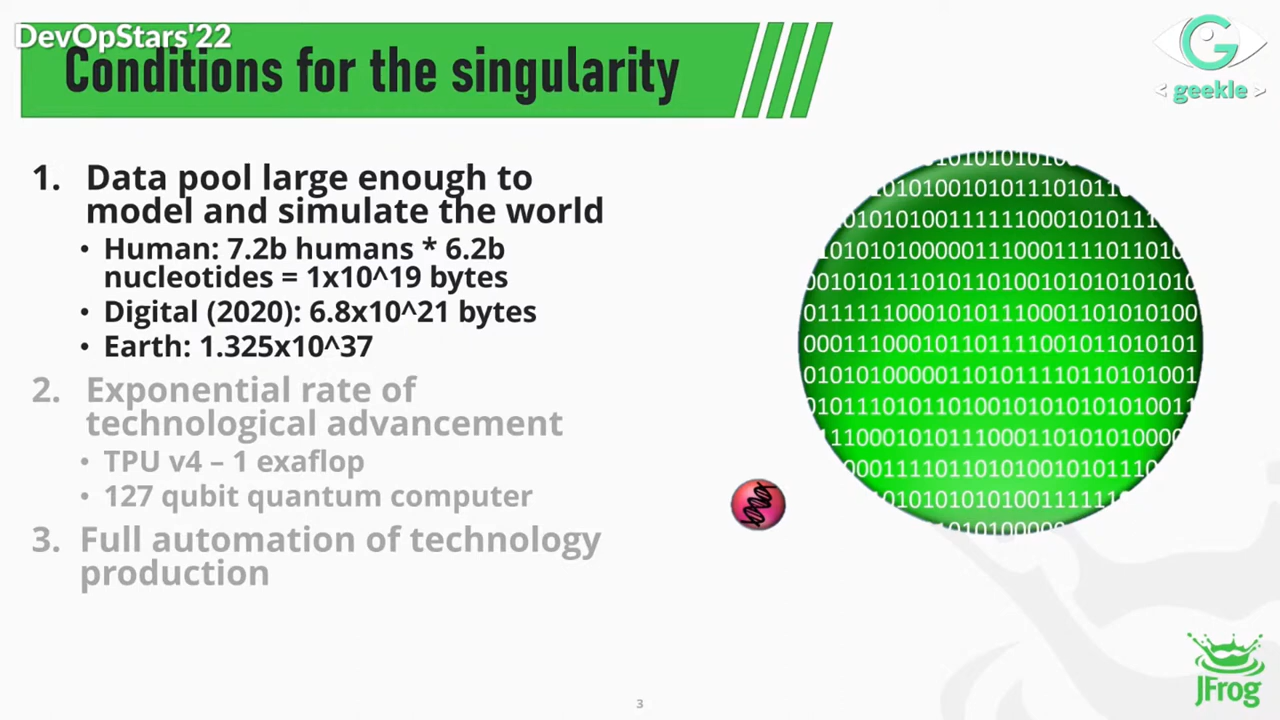 DevOpStars'22
Conditions for the singularity
G
< geekle >
1. Data pool large enough to
model and simulate the world
• Human: 7.2b humans * 6.2b
nucleotides = 1x10^19 bytes
• Digital (2020): 6.8x10^21 bytes
• Earth: 1.325x10^37
2. Exponential rate of
technological advancement
• TPU v4 – 1 exaflop
• 127 qubit quantum computer
3. Full automation of technology
production
3
JFrog